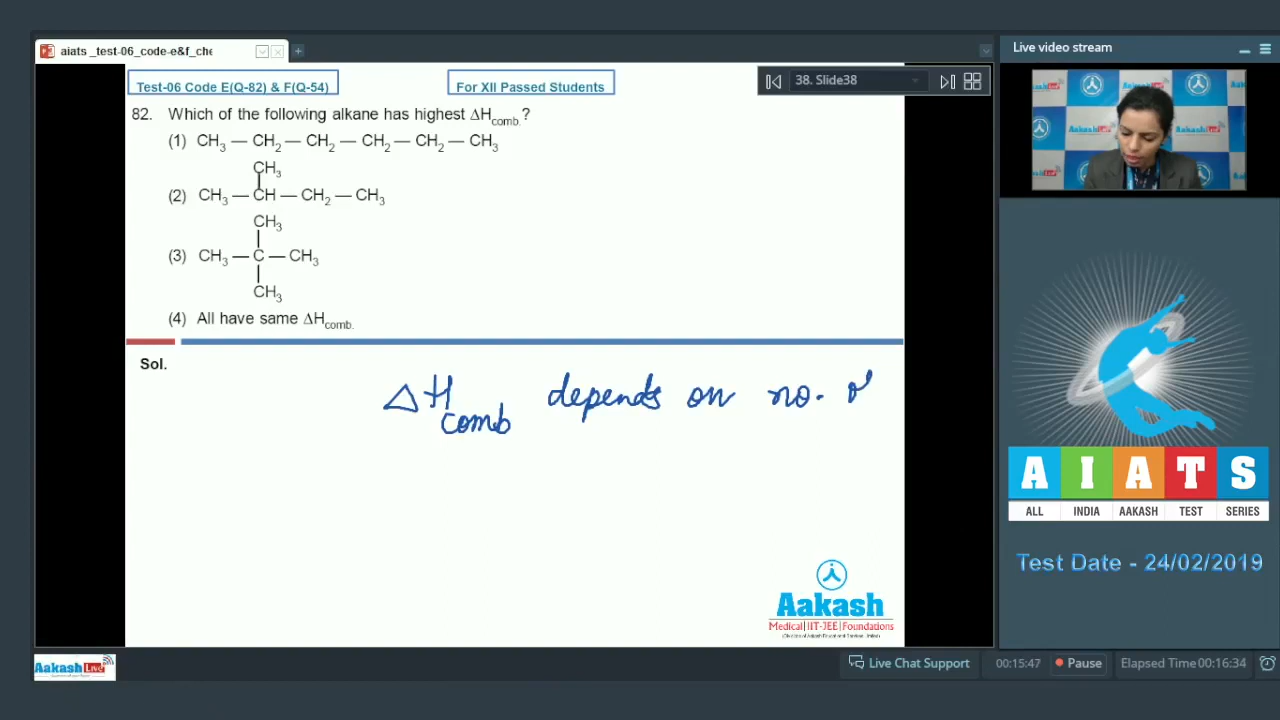 aiats _test-06_code-e&f_che
Live video stream
Test-06 Code E(Q-82) & F(Q-54)
For XII Passed Students
38. Slide38
82. Which of the following alkane has highest ΔHcomb.?
(1) CH3 — CH2 — CH2 — CH2 — CH2 — CH3
CH3
(2) CH3 — CH — CH2 — CH3
CH3
(3) CH3 — C — CH3
CH3
(4) All have same ΔHcomb.
Sol.
ΔHcomb depends on no. o
AakashLive
A I A T S
ALL INDIA AAKASH TEST SERIES
Test Date - 24/02/2019
Aakash
Medical|IIT-JEE|Foundations
AakashLive
Live Chat Support
00:15:47
Pause
Elapsed Time 00:16:34